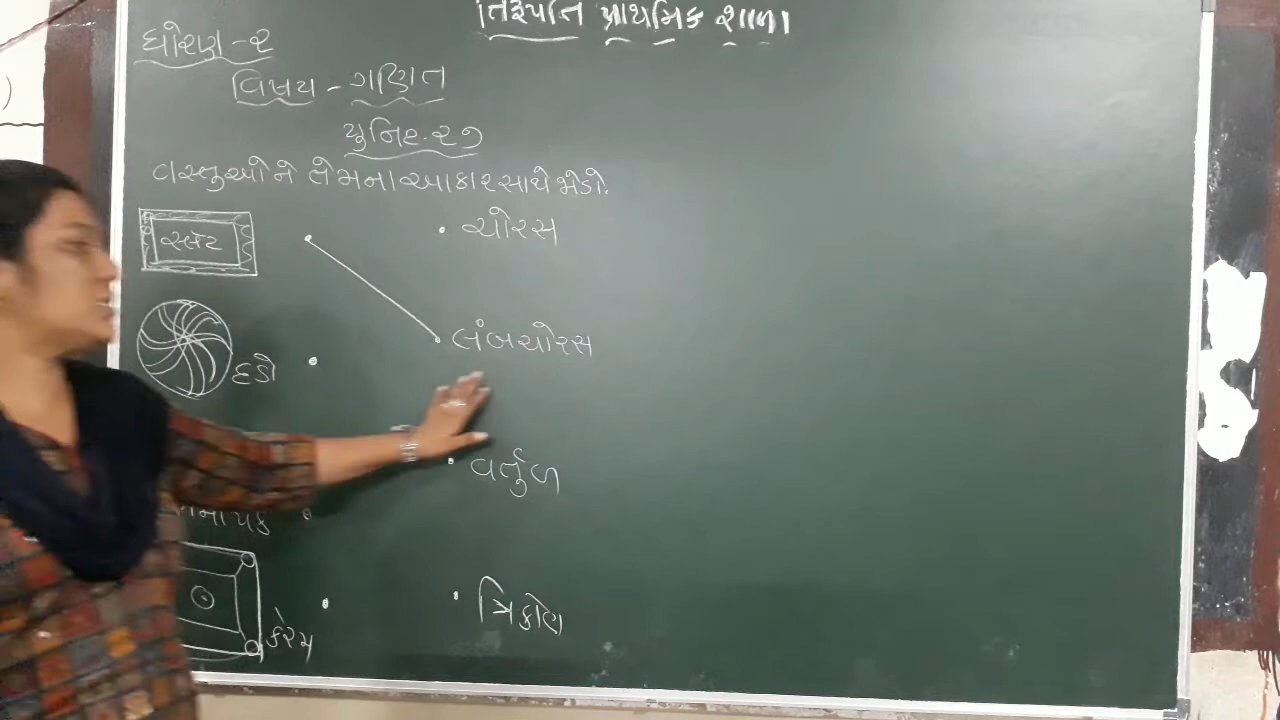 તિરૂપતિ પ્રાથમિક શાળા
ધોરણ - ૨
વિષય - ગણિત
યુનિટ - ૨૭
વસ્તુઓને તેમના આકાર સાથે જોડો.
સ્લેટ
ચોરસ
દડો
લંબચોરસ
વર્તુળ
કેરમ
ત્રિકોણ